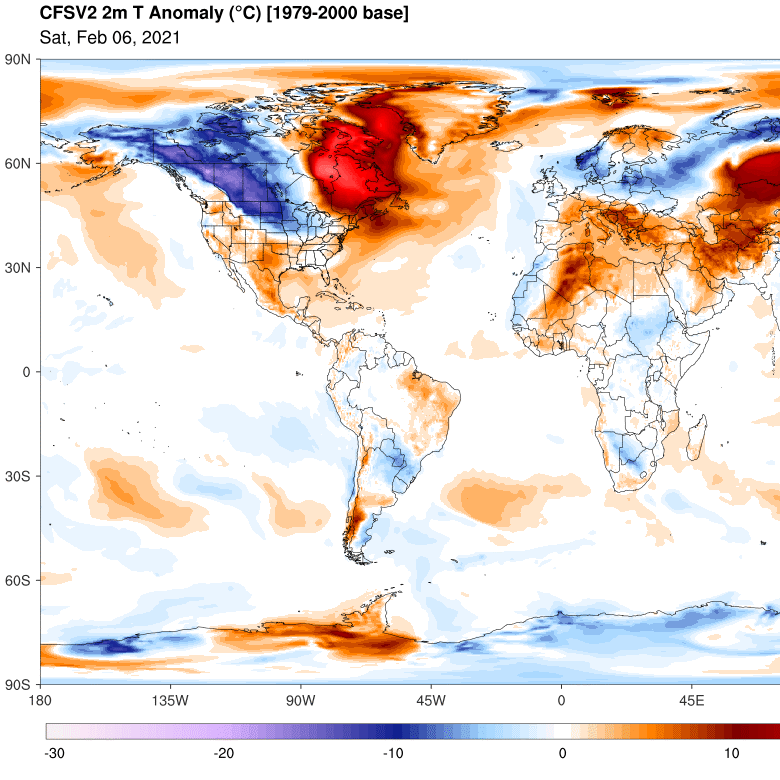 CFSV2 2m T Anomaly (°C) [1979-2000 base]
Sat, Feb 06, 2021
90N
60N
30N
0
30S
60S
90S
180 135W 90W 45W 0 45E
-30 -20 -10 0 10